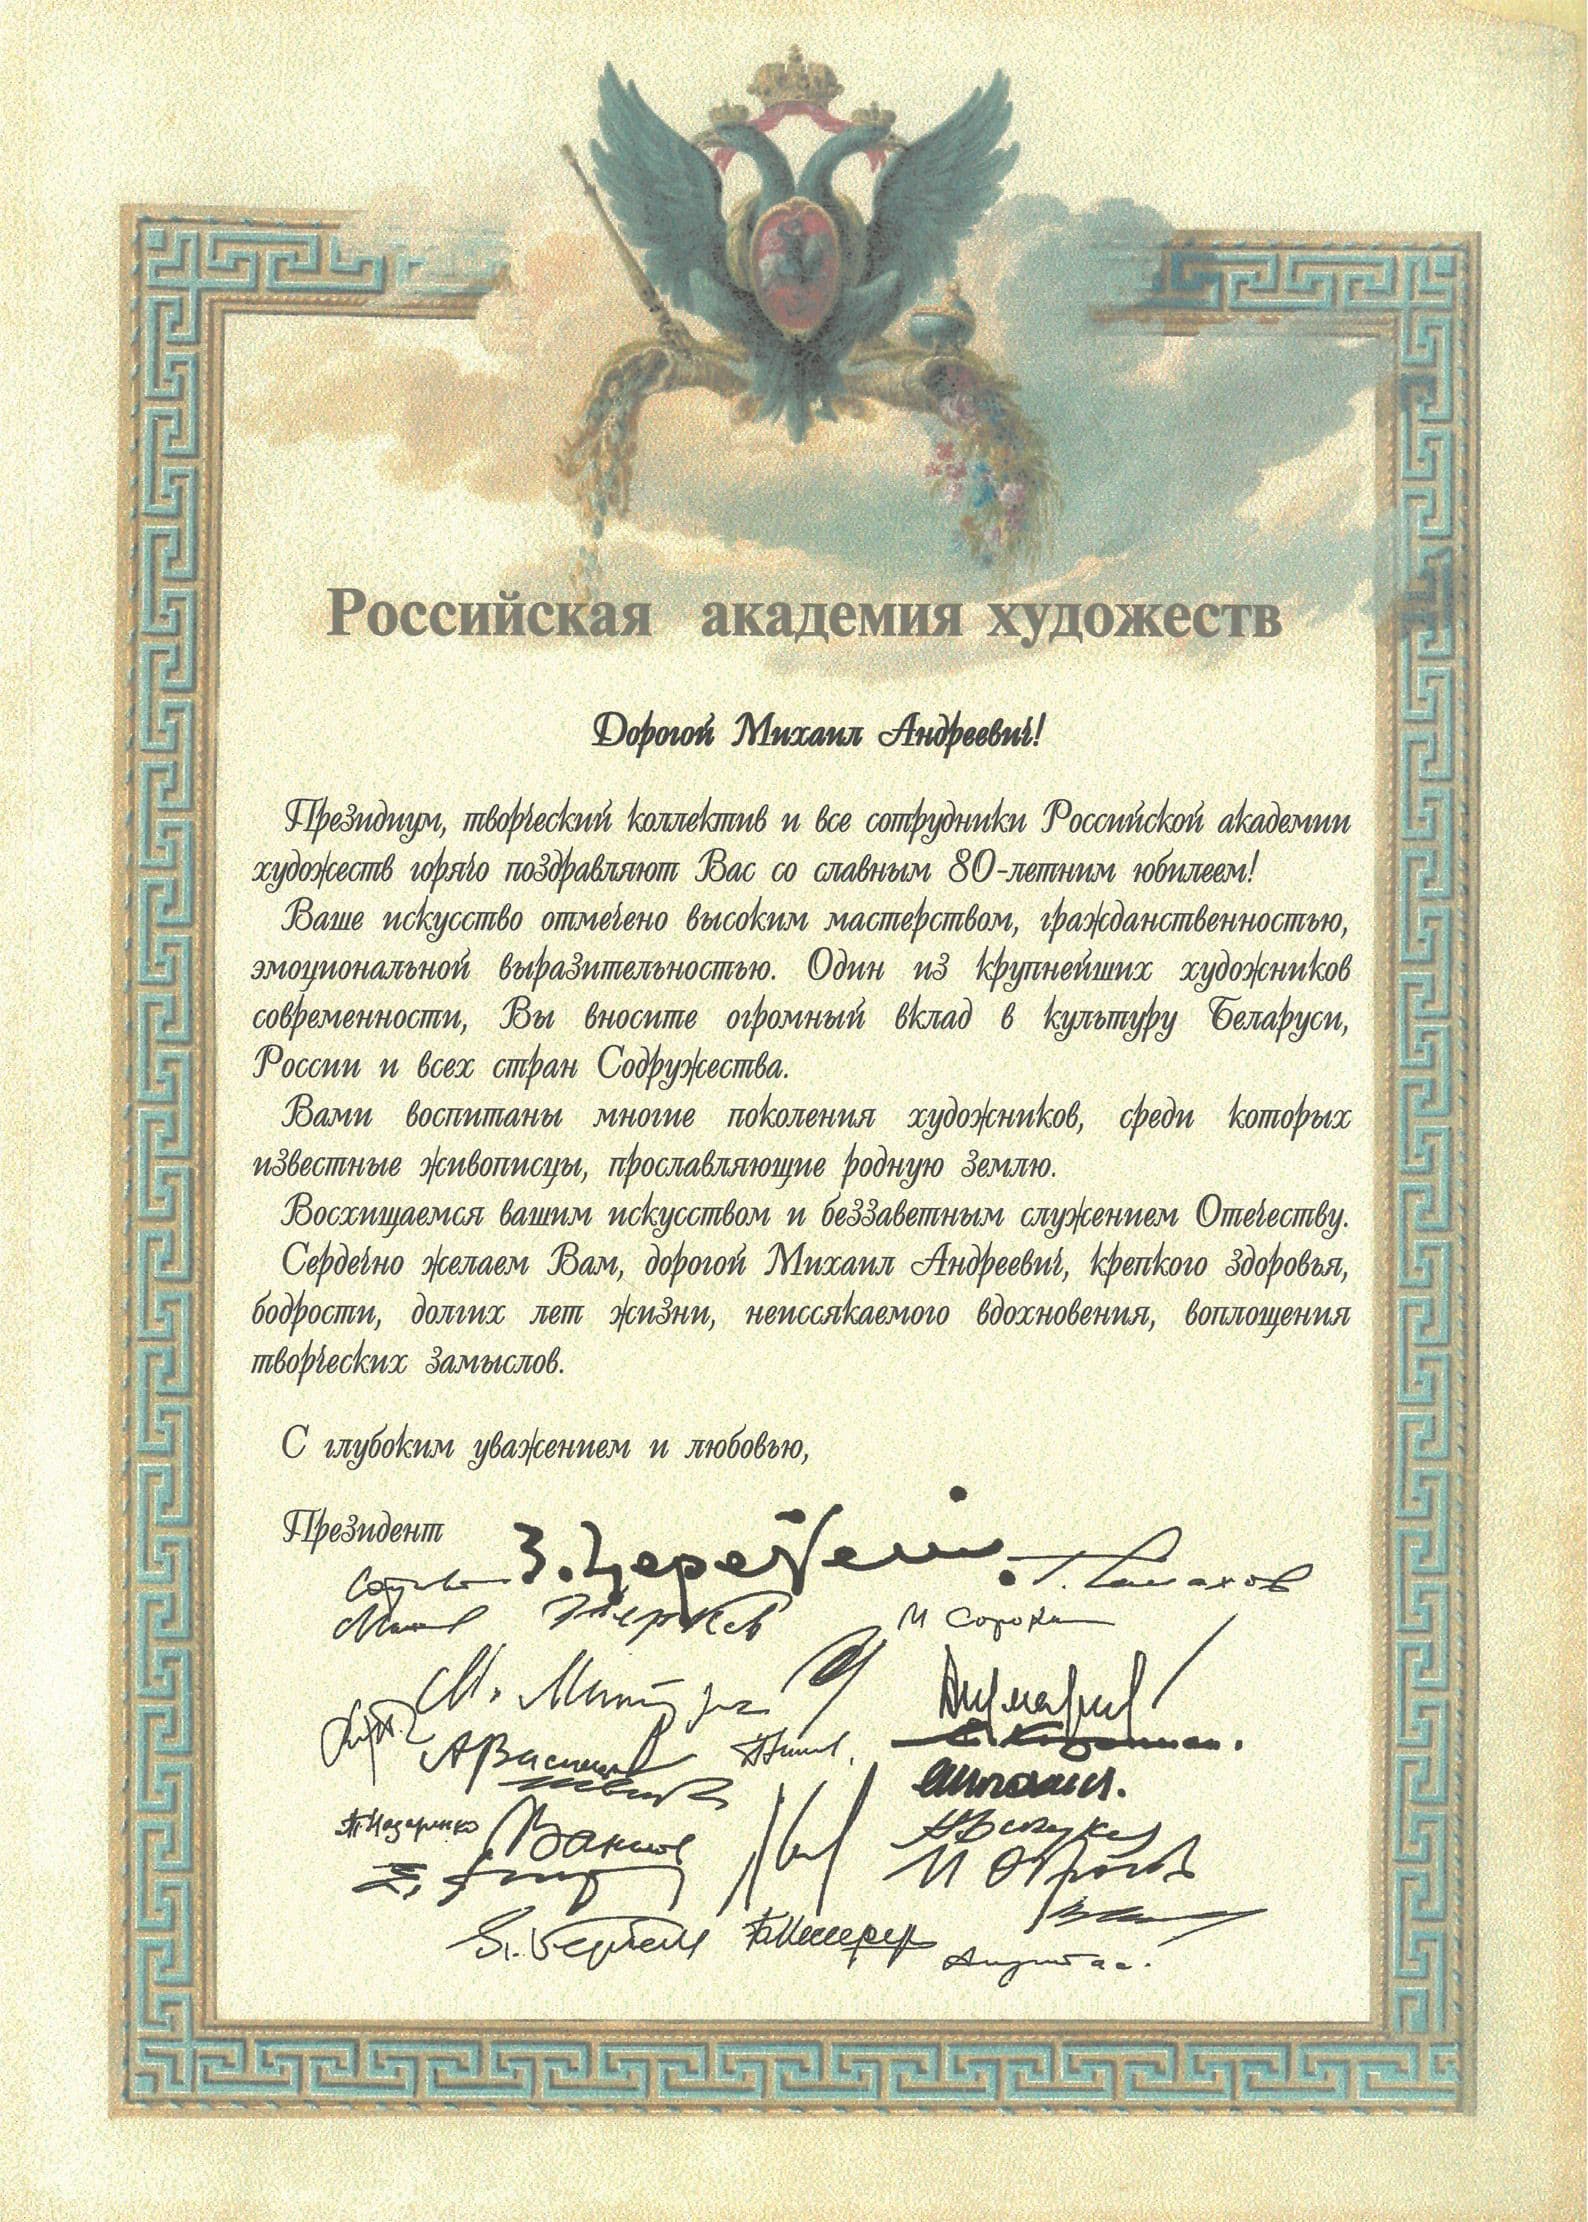 Российская академия художеств
Дорогой Михаил Андреевич!
Президиум, творческий коллектив и все сотрудники Российской академии
художеств горячо поздравляют Вас со славным 80-летним юбилеем!
Ваше искусство отмечено высоким мастерством, гражданственностью,
эмоциональной выразительностью. Один из крупнейших художников
современности, Вы вносите огромный вклад в культуру Беларуси,
России и всех стран Содружества.
Вами воспитаны многие поколения художников, среди которых
известные живописцы, прославляющие родную землю.
Восхищаемся вашим искусством и беззаветным служением Отечеству.
Сердечно желаем Вам, дорогой Михаил Андреевич, крепкого здоровья,
бодрости, долгих лет жизни, неиссякаемого вдохновения, воплощения
творческих замыслов.
С глубоким уважением и любовью,
Президент
З. Церетели
Т. Назаренко